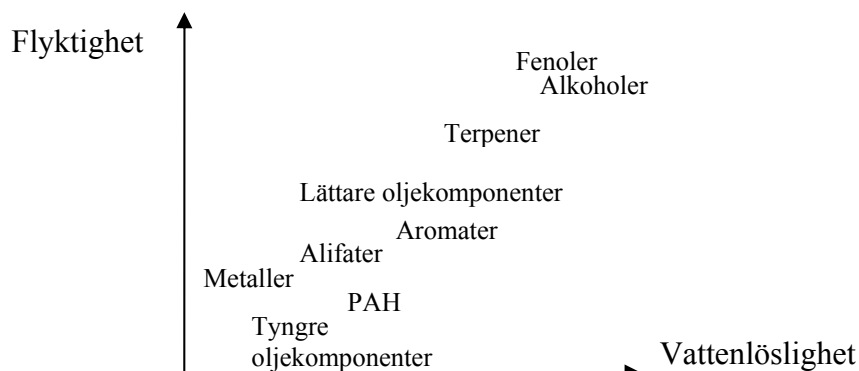 Flyktighet
Fenoler
Alkoholer
Terpener
Lättare oljekomponenter
Aromater
Alifater
Metaller
PAH
Tyngre
oljekomponenter
Vattenlöslighet